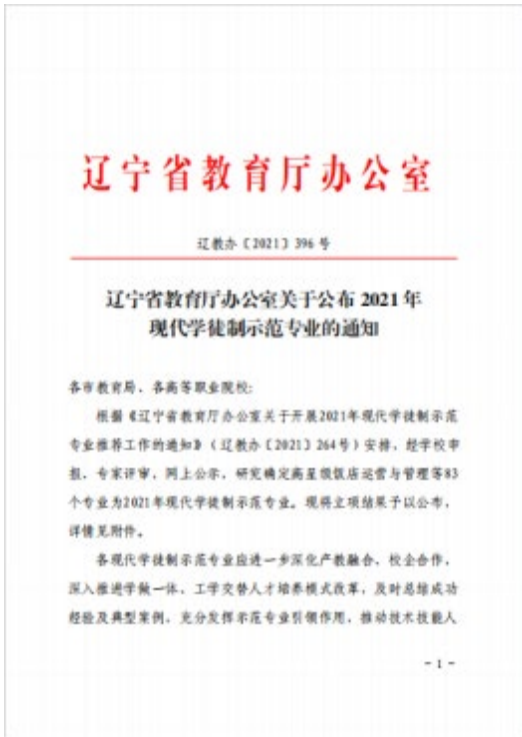 辽宁省教育厅办公室
辽教办〔2021〕396 号
辽宁省教育厅办公室关于公布 2021 年
现代学徒制示范专业的通知
各市教育局、各高等职业院校:
根据《辽宁省教育厅办公室关于开展2021年现代学徒制示范
专业推荐工作的通知》(辽教办〔2021〕264号)安排，经学校申
报、专家评审、网上公示，研究确定高星级饭店运营与管理等83
个专业为2021年现代学徒制示范专业。现将立项结果予以公布，
详情见附件。
各现代学徒制示范专业应进一步深化产教融合、校企合作，
深入推进学做一体、工学交替人才培养模式改革，及时总结成功
经验及典型案例，充分发挥示范专业引领作用，推动技术技能人
- 1 -